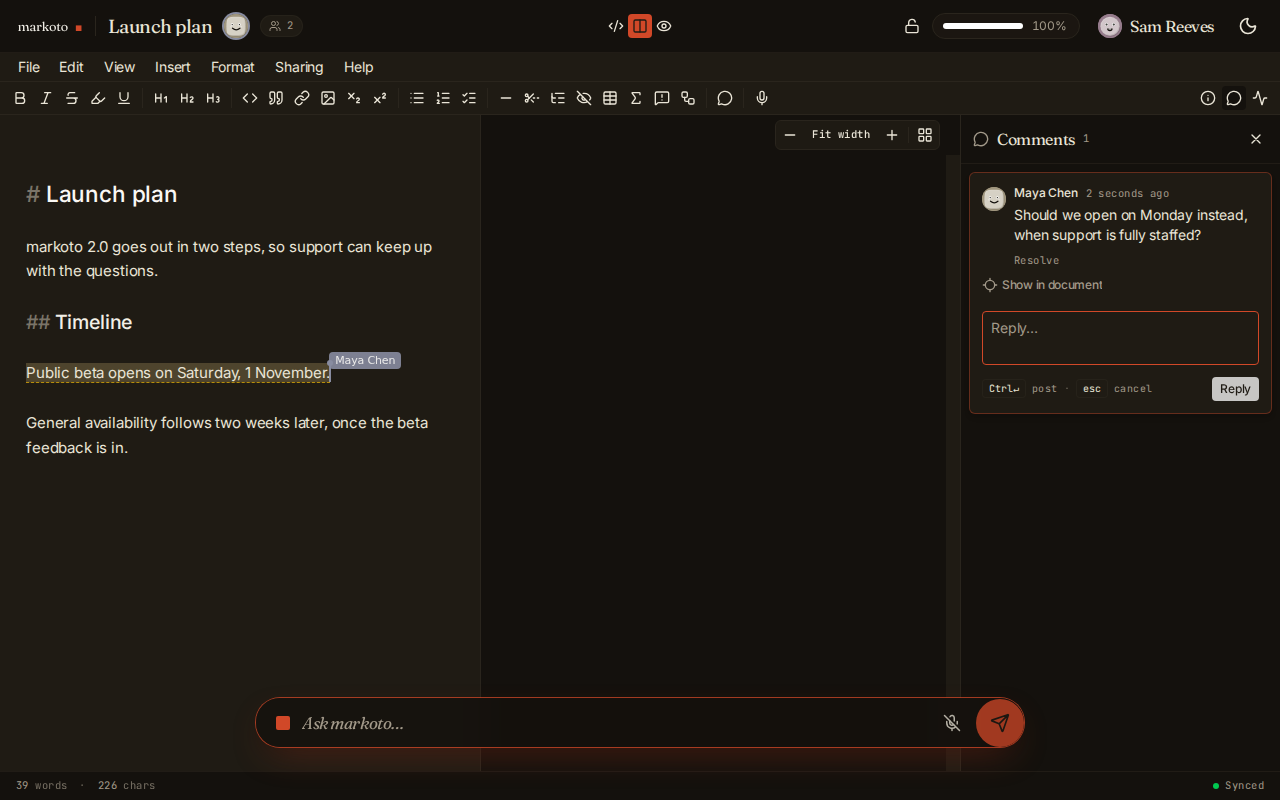 markoto
Launch plan
2
100%
Sam Reeves
File Edit View Insert Format Sharing Help
H1 H2 H3
Fit width
Comments 1
# Launch plan
markoto 2.0 goes out in two steps, so support can keep up
with the questions.
## Timeline
Maya Chen
Public beta opens on Saturday, 1 November.
General availability follows two weeks later, once the beta
feedback is in.
Maya Chen 2 seconds ago
Should we open on Monday instead,
when support is fully staffed?
Resolve
Show in document
Reply...
Ctrl↵ post · esc cancel
Reply
Ask markoto...
39 words · 226 chars
Synced